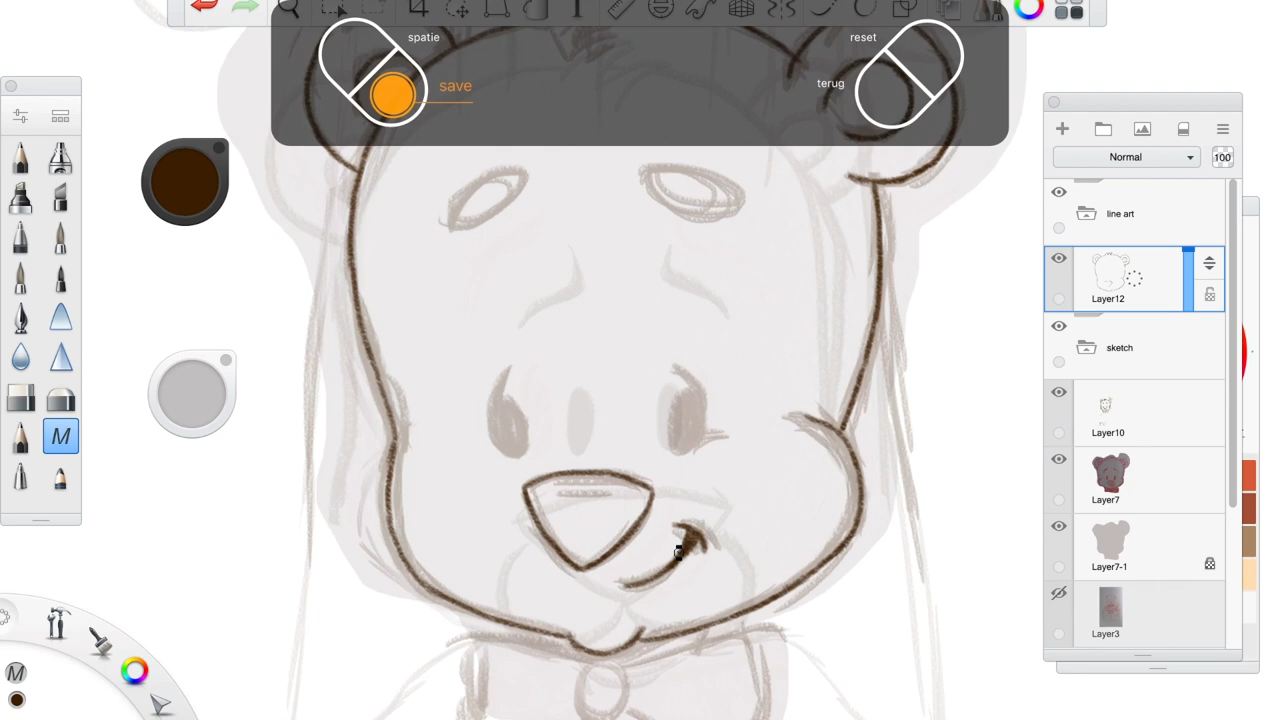 spatie
save
reset
terug
Normal
100
line art
Layer12
sketch
Layer10
Layer7
Layer7-1
Layer3
M
M